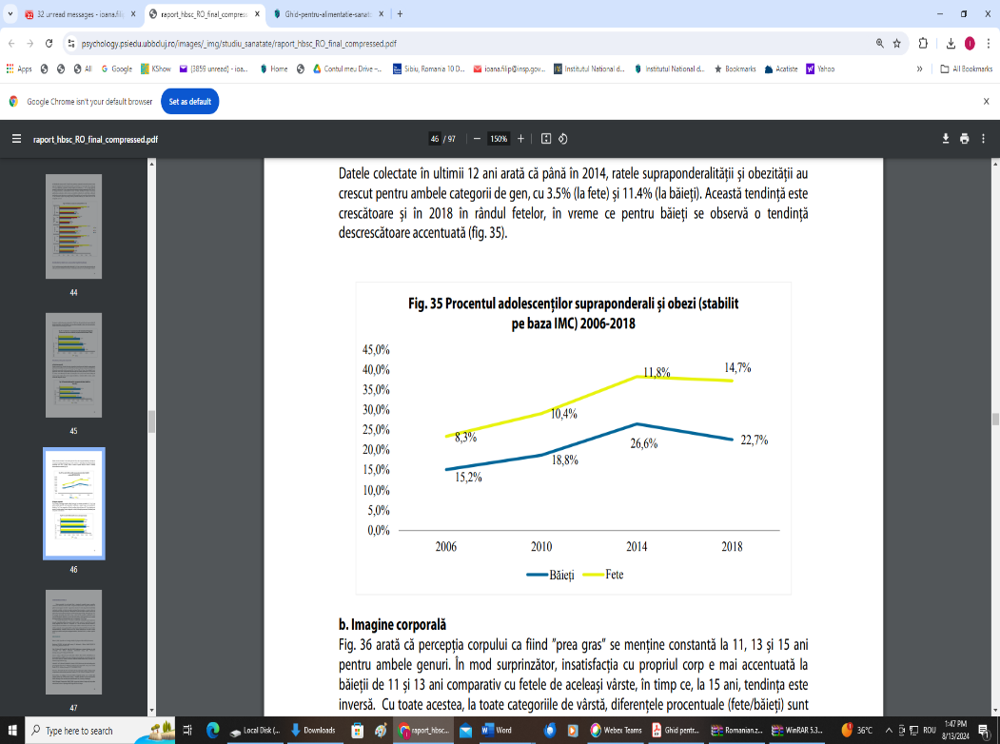 32 unread messages - ioana.fili
raport_hbsc_RO_final_compress
Ghid-pentru-alimentatie-sanat
psychology.psiedu.ubbcluj.ro/images/_img/studiu_sanatate/raport_hbsc_RO_final_compressed.pdf
Apps All Google KShow (3859 unread) - ioa... Home Contul meu Drive –... Sibiu, Romania 10 D... ioana.filip@insp.gov... Institutul National d... Institutul National d... Bookmarks Acatiste Yahoo All Bookmarks
Google Chrome isn't your default browser Set as default
raport_hbsc_RO_final_compressed.pdf 46 / 97 150%
44
45
46
47
Datele colectate în ultimii 12 ani arată că până în 2014, ratele supraponderalității și obezității au
crescut pentru ambele categorii de gen, cu 3.5% (la fete) și 11.4% (la băieți). Această tendință este
crescătoare și în 2018 în rândul fetelor, în vreme ce pentru băieți se observă o tendință
descrescătoare accentuată (fig. 35).
Fig. 35 Procentul adolescenților supraponderali și obezi (stabilit
pe baza IMC) 2006-2018
45,0%
40,0%
35,0%
30,0%
25,0%
20,0%
15,0%
10,0%
5,0%
0,0%
8,3%
10,4%
11,8%
14,7%
15,2%
18,8%
26,6%
22,7%
2006 2010 2014 2018
Băieți Fete
b. Imagine corporală
Fig. 36 arată că percepția corpului ca fiind "prea gras" se menține constantă la 11, 13 și 15 ani
pentru ambele genuri. În mod surprinzător, insatisfacția cu propriul corp e mai accentuată la
băieții de 11 și 13 ani comparativ cu fetele de aceleași vârste, în timp ce, la 15 ani, tendința este
inversă. Cu toate acestea, la toate categoriile de vârstă, diferențele procentuale (fete/băieți) sunt
Type here to search Local Disk (... Downloads raport_hbsc... Word Webex Teams Ghid pentr... Romanian.z... WinRAR 5.3... 36°C ROU 1:47 PM
8/13/2024